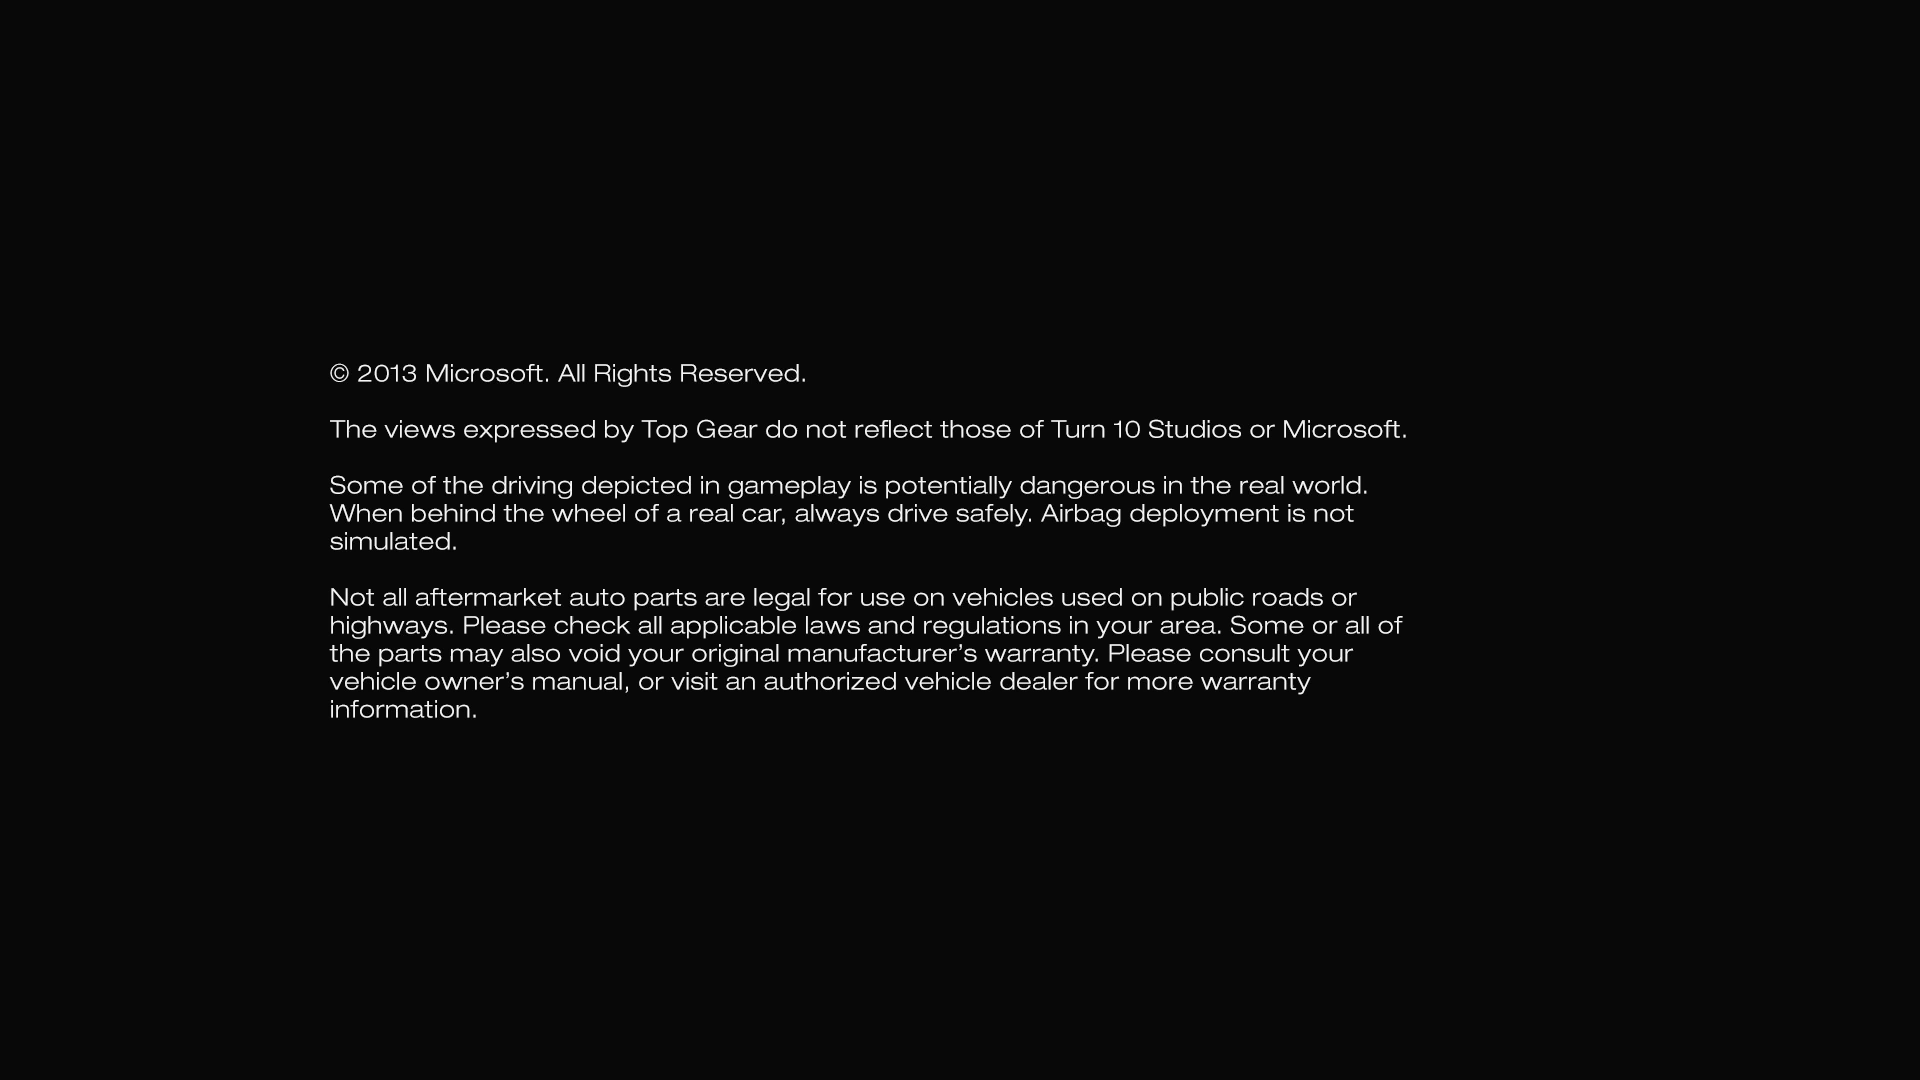 © 2013 Microsoft. All Rights Reserved.
The views expressed by Top Gear do not reflect those of Turn 10 Studios or Microsoft.
Some of the driving depicted in gameplay is potentially dangerous in the real world.
When behind the wheel of a real car, always drive safely. Airbag deployment is not
simulated.
Not all aftermarket auto parts are legal for use on vehicles used on public roads or
highways. Please check all applicable laws and regulations in your area. Some or all of
the parts may also void your original manufacturer’s warranty. Please consult your
vehicle owner’s manual, or visit an authorized vehicle dealer for more warranty
information.